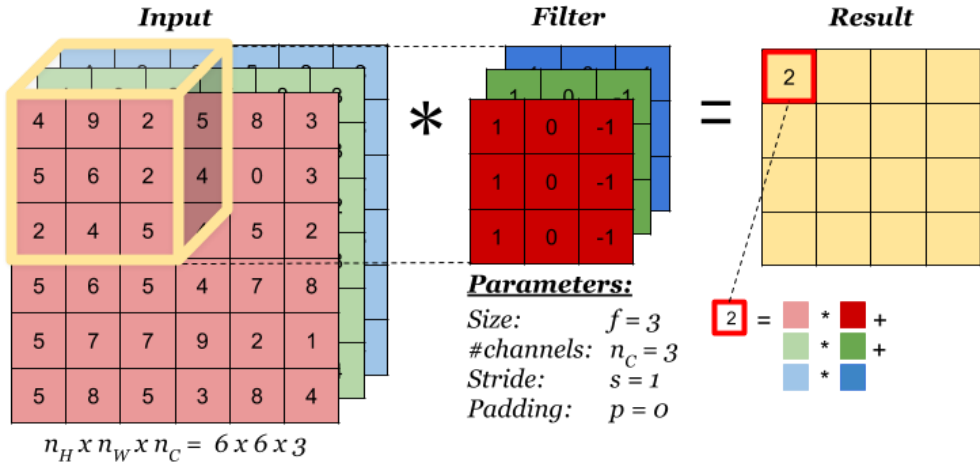 Input Filter Result
* =
4 9 2 5 8 3
5 6 2 4 0 3
2 4 5 5 2
5 6 5 4 7 8
5 7 7 9 2 1
5 8 5 3 8 4
n_H x n_W x n_C = 6 x 6 x 3
1 0 -1
1 0 -1
1 0 -1
1 0 -1
Parameters:
Size: f = 3
#channels: n_C = 3
Stride: s = 1
Padding: p = 0
2
2 = * +
* +
*